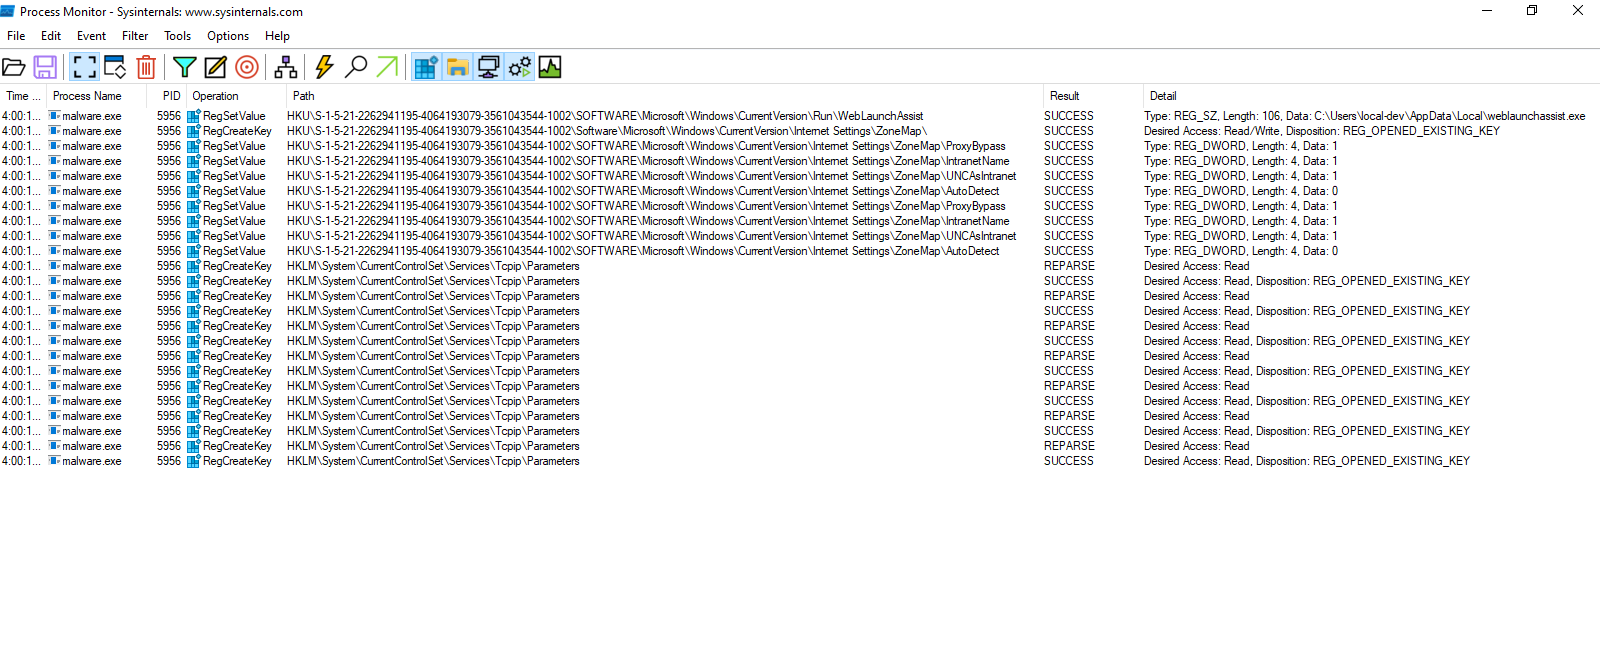 Process Monitor - Sysinternals: www.sysinternals.com
File Edit Event Filter Tools Options Help
Time ... Process Name PID Operation Path Result Detail
4:00:1... malware.exe 5956 RegSetValue HKU\S-1-5-21-2262941195-4064193079-3561043544-1002\SOFTWARE\Microsoft\Windows\CurrentVersion\Run\WebLaunchAssist SUCCESS Type: REG_SZ, Length: 106, Data: C:\Users\local-dev\AppData\Local\weblaunchassist.exe
4:00:1... malware.exe 5956 RegCreateKey HKU\S-1-5-21-2262941195-4064193079-3561043544-1002\Software\Microsoft\Windows\CurrentVersion\Internet Settings\ZoneMap\ SUCCESS Desired Access: Read/Write, Disposition: REG_OPENED_EXISTING_KEY
4:00:1... malware.exe 5956 RegSetValue HKU\S-1-5-21-2262941195-4064193079-3561043544-1002\SOFTWARE\Microsoft\Windows\CurrentVersion\Internet Settings\ZoneMap\ProxyBypass SUCCESS Type: REG_DWORD, Length: 4, Data: 1
4:00:1... malware.exe 5956 RegSetValue HKU\S-1-5-21-2262941195-4064193079-3561043544-1002\SOFTWARE\Microsoft\Windows\CurrentVersion\Internet Settings\ZoneMap\IntranetName SUCCESS Type: REG_DWORD, Length: 4, Data: 1
4:00:1... malware.exe 5956 RegSetValue HKU\S-1-5-21-2262941195-4064193079-3561043544-1002\SOFTWARE\Microsoft\Windows\CurrentVersion\Internet Settings\ZoneMap\UNCAsIntranet SUCCESS Type: REG_DWORD, Length: 4, Data: 1
4:00:1... malware.exe 5956 RegSetValue HKU\S-1-5-21-2262941195-4064193079-3561043544-1002\SOFTWARE\Microsoft\Windows\CurrentVersion\Internet Settings\ZoneMap\AutoDetect SUCCESS Type: REG_DWORD, Length: 4, Data: 0
4:00:1... malware.exe 5956 RegSetValue HKU\S-1-5-21-2262941195-4064193079-3561043544-1002\SOFTWARE\Microsoft\Windows\CurrentVersion\Internet Settings\ZoneMap\ProxyBypass SUCCESS Type: REG_DWORD, Length: 4, Data: 1
4:00:1... malware.exe 5956 RegSetValue HKU\S-1-5-21-2262941195-4064193079-3561043544-1002\SOFTWARE\Microsoft\Windows\CurrentVersion\Internet Settings\ZoneMap\IntranetName SUCCESS Type: REG_DWORD, Length: 4, Data: 1
4:00:1... malware.exe 5956 RegSetValue HKU\S-1-5-21-2262941195-4064193079-3561043544-1002\SOFTWARE\Microsoft\Windows\CurrentVersion\Internet Settings\ZoneMap\UNCAsIntranet SUCCESS Type: REG_DWORD, Length: 4, Data: 1
4:00:1... malware.exe 5956 RegSetValue HKU\S-1-5-21-2262941195-4064193079-3561043544-1002\SOFTWARE\Microsoft\Windows\CurrentVersion\Internet Settings\ZoneMap\AutoDetect SUCCESS Type: REG_DWORD, Length: 4, Data: 0
4:00:1... malware.exe 5956 RegCreateKey HKLM\System\CurrentControlSet\Services\Tcpip\Parameters REPARSE Desired Access: Read
4:00:1... malware.exe 5956 RegCreateKey HKLM\System\CurrentControlSet\Services\Tcpip\Parameters SUCCESS Desired Access: Read, Disposition: REG_OPENED_EXISTING_KEY
4:00:1... malware.exe 5956 RegCreateKey HKLM\System\CurrentControlSet\Services\Tcpip\Parameters REPARSE Desired Access: Read
4:00:1... malware.exe 5956 RegCreateKey HKLM\System\CurrentControlSet\Services\Tcpip\Parameters SUCCESS Desired Access: Read, Disposition: REG_OPENED_EXISTING_KEY
4:00:1... malware.exe 5956 RegCreateKey HKLM\System\CurrentControlSet\Services\Tcpip\Parameters REPARSE Desired Access: Read
4:00:1... malware.exe 5956 RegCreateKey HKLM\System\CurrentControlSet\Services\Tcpip\Parameters SUCCESS Desired Access: Read, Disposition: REG_OPENED_EXISTING_KEY
4:00:1... malware.exe 5956 RegCreateKey HKLM\System\CurrentControlSet\Services\Tcpip\Parameters REPARSE Desired Access: Read
4:00:1... malware.exe 5956 RegCreateKey HKLM\System\CurrentControlSet\Services\Tcpip\Parameters SUCCESS Desired Access: Read, Disposition: REG_OPENED_EXISTING_KEY
4:00:1... malware.exe 5956 RegCreateKey HKLM\System\CurrentControlSet\Services\Tcpip\Parameters REPARSE Desired Access: Read
4:00:1... malware.exe 5956 RegCreateKey HKLM\System\CurrentControlSet\Services\Tcpip\Parameters SUCCESS Desired Access: Read, Disposition: REG_OPENED_EXISTING_KEY
4:00:1... malware.exe 5956 RegCreateKey HKLM\System\CurrentControlSet\Services\Tcpip\Parameters REPARSE Desired Access: Read
4:00:1... malware.exe 5956 RegCreateKey HKLM\System\CurrentControlSet\Services\Tcpip\Parameters SUCCESS Desired Access: Read, Disposition: REG_OPENED_EXISTING_KEY
4:00:1... malware.exe 5956 RegCreateKey HKLM\System\CurrentControlSet\Services\Tcpip\Parameters REPARSE Desired Access: Read
4:00:1... malware.exe 5956 RegCreateKey HKLM\System\CurrentControlSet\Services\Tcpip\Parameters SUCCESS Desired Access: Read, Disposition: REG_OPENED_EXISTING_KEY